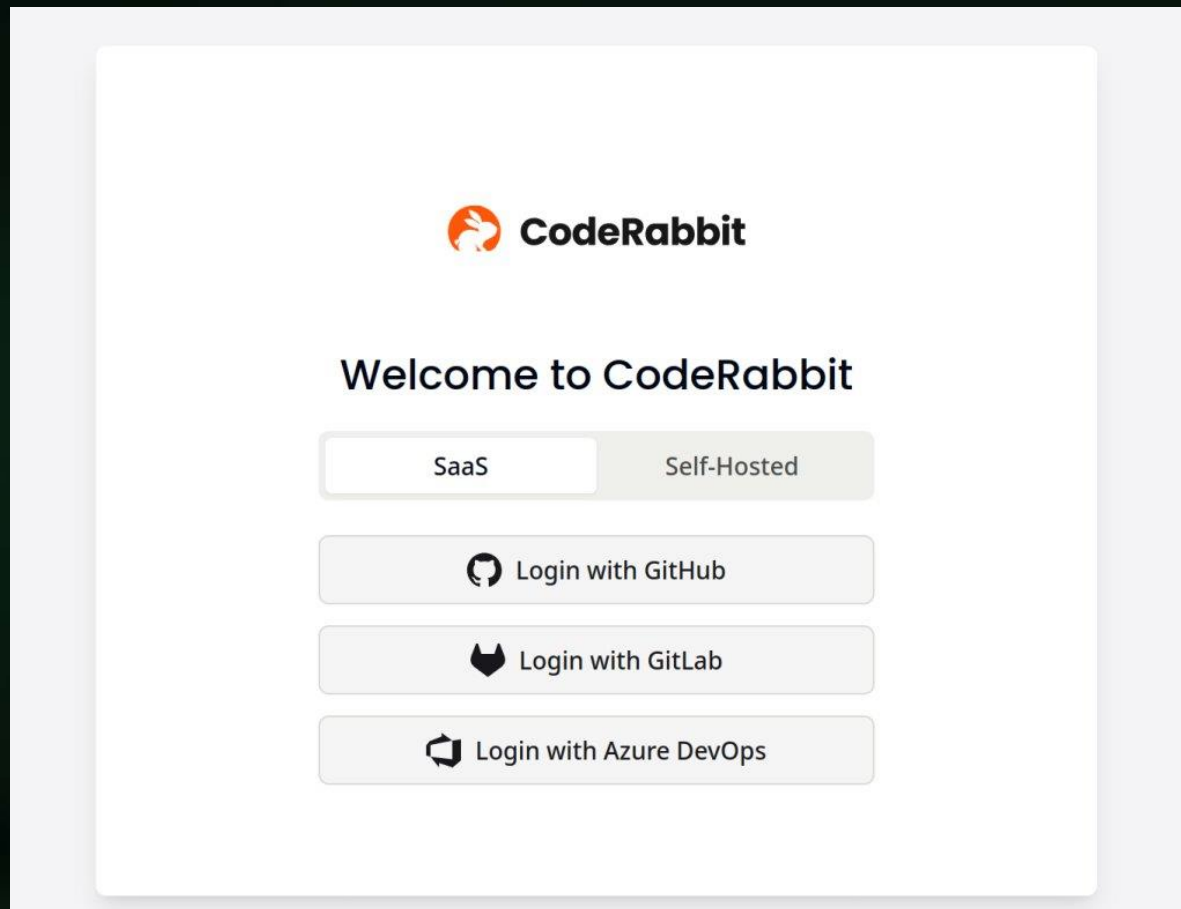 CodeRabbit
Welcome to CodeRabbit
SaaS
Self-Hosted
Login with GitHub
Login with GitLab
Login with Azure DevOps